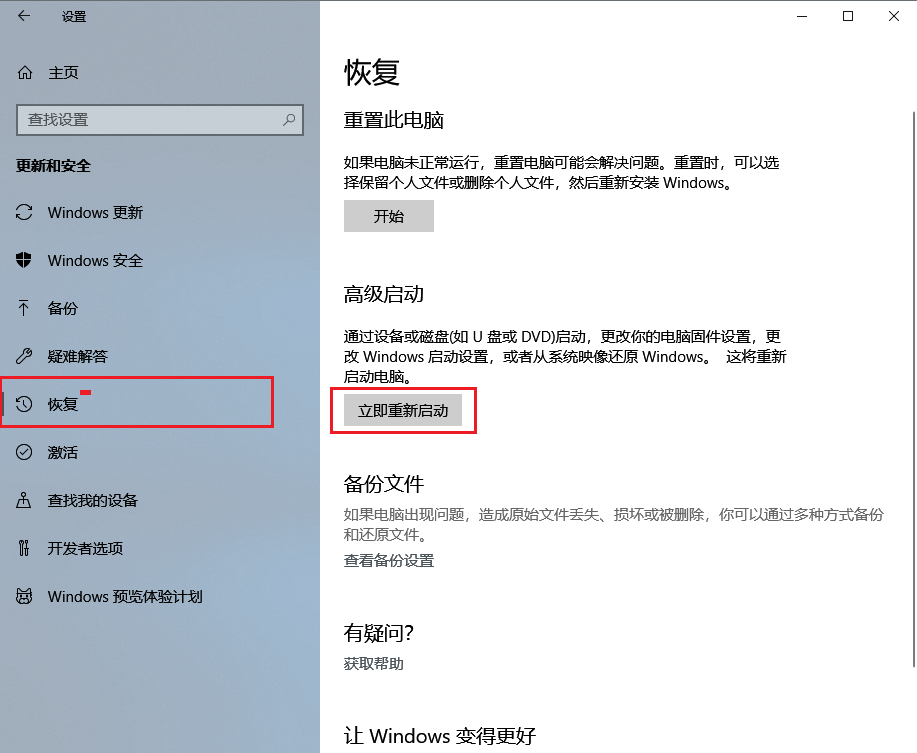 设置
主页
查找设置
更新和安全
Windows 更新
Windows 安全
备份
疑难解答
恢复
激活
查找我的设备
开发者选项
Windows 预览体验计划
恢复
重置此电脑
如果电脑未正常运行，重置电脑可能会解决问题。重置时，可以选
择保留个人文件或删除个人文件，然后重新安装 Windows。
开始
高级启动
通过设备或磁盘(如 U 盘或 DVD)启动，更改你的电脑固件设置，更
改 Windows 启动设置，或者从系统映像还原 Windows。 这将重新
启动电脑。
立即重新启动
备份文件
如果电脑出现问题，造成原始文件丢失、损坏或被删除，你可以通过多种方式备份
和还原文件。
查看备份设置
有疑问?
获取帮助
让 Windows 变得更好